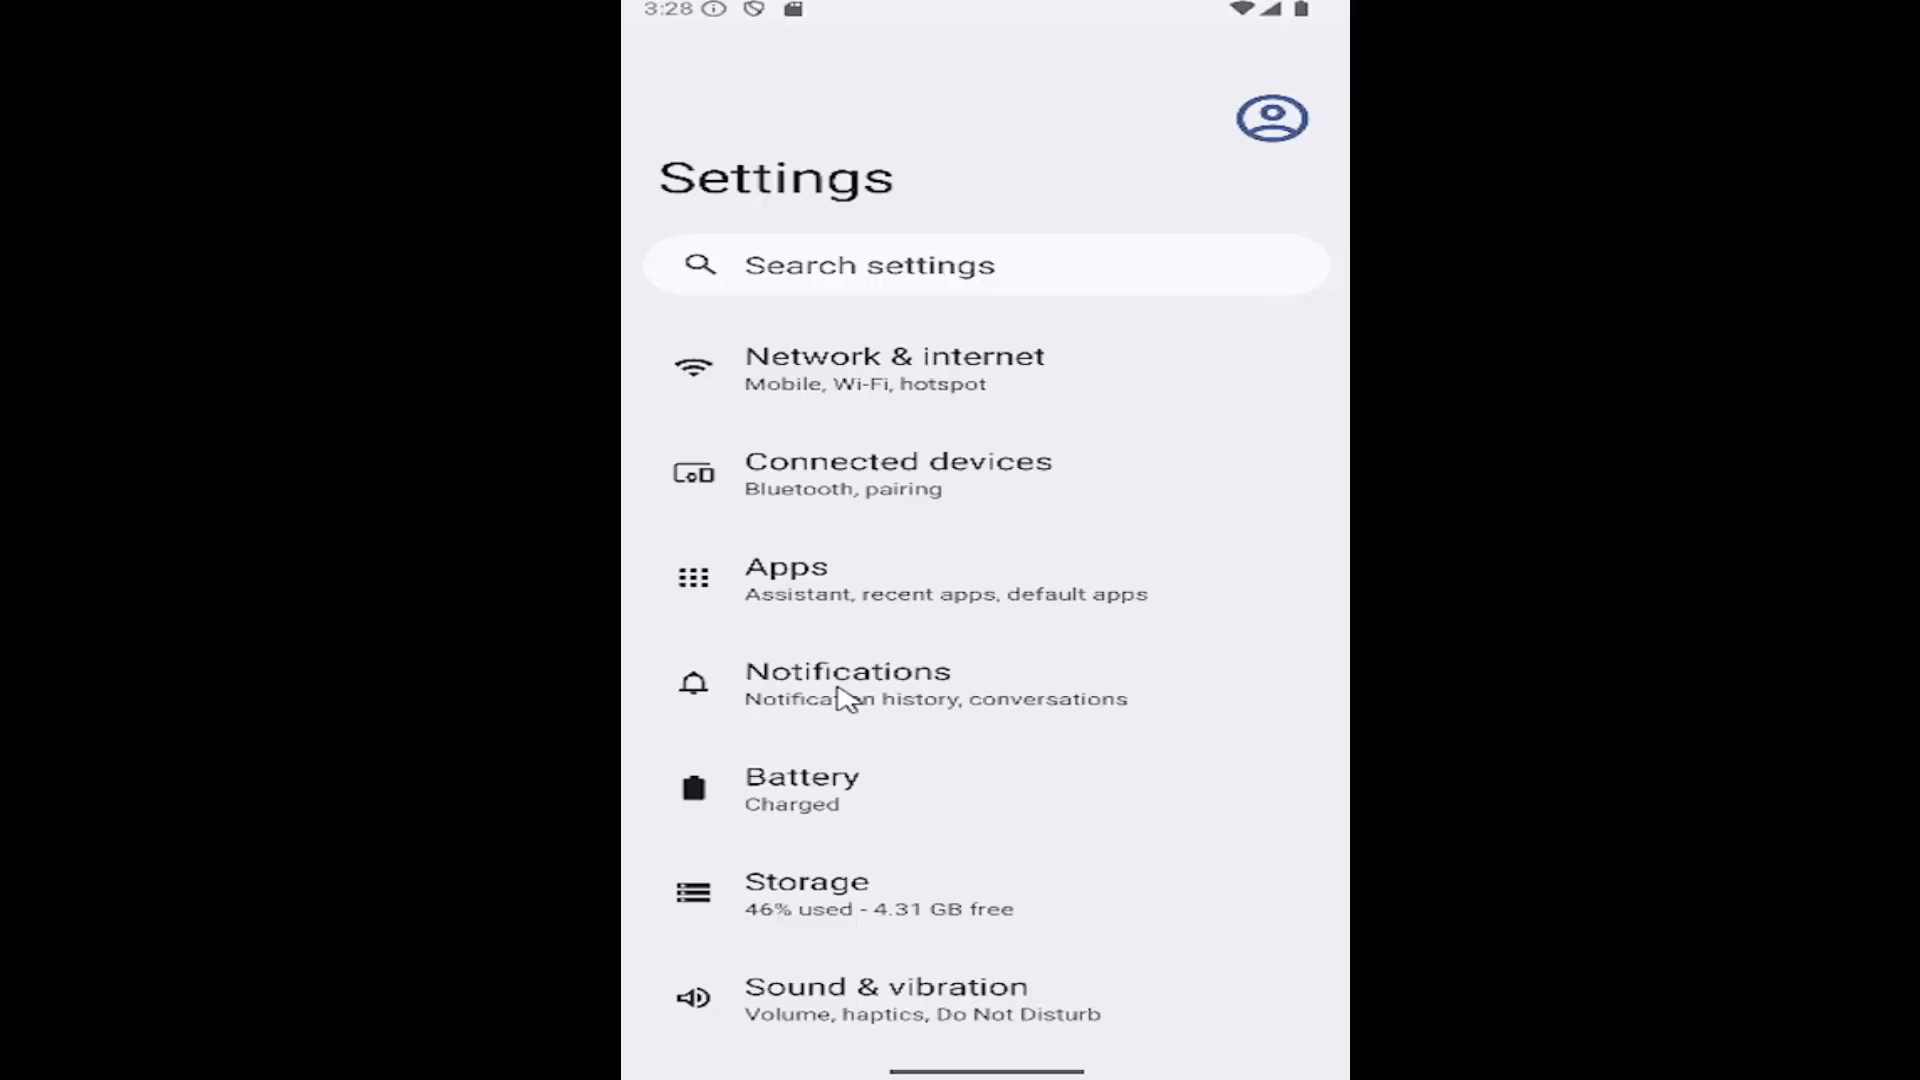 3:28
Settings
Search settings
Network & internet
Mobile, Wi-Fi, hotspot
Connected devices
Bluetooth, pairing
Apps
Assistant, recent apps, default apps
Notifications
Notification history, conversations
Battery
Charged
Storage
46% used - 4.31 GB free
Sound & vibration
Volume, haptics, Do Not Disturb